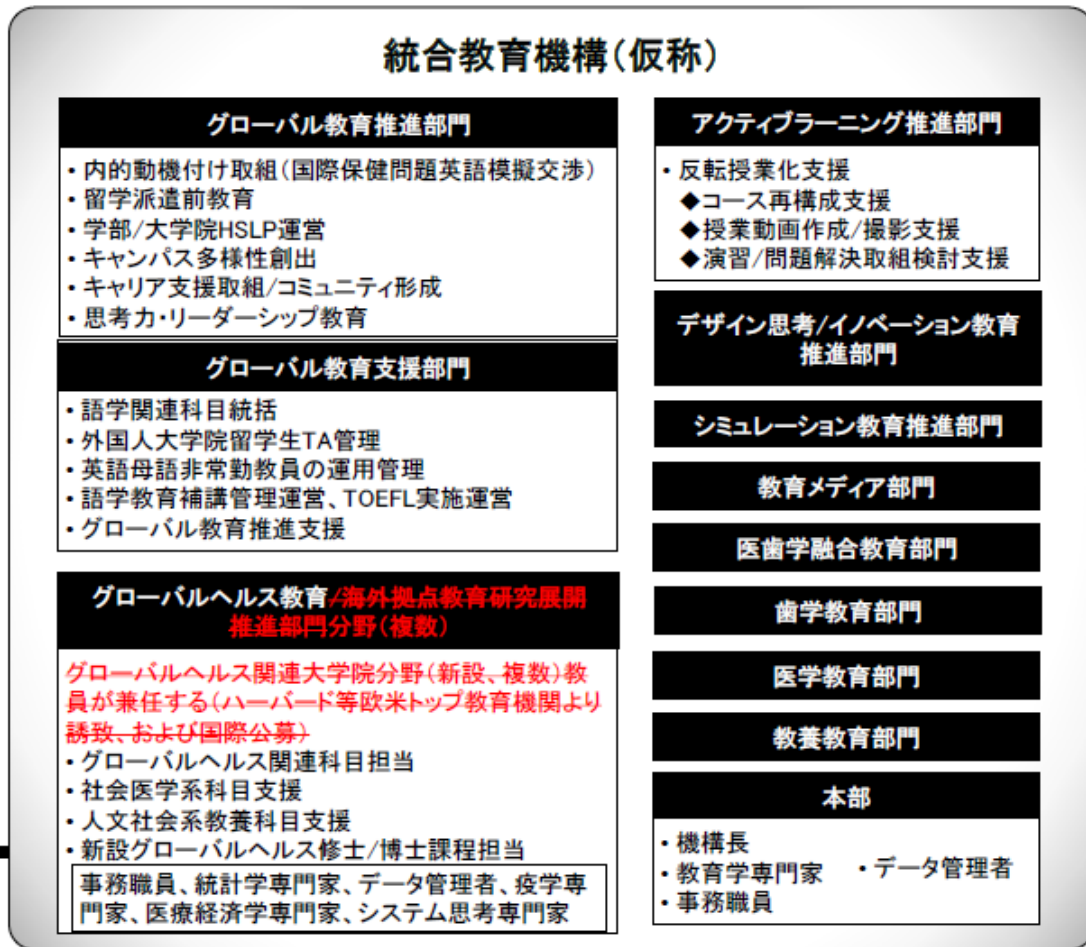 統合教育機構(仮称)
グローバル教育推進部門
・内的動機付け取組(国際保健問題英語模擬交渉)
・留学派遣前教育
・学部/大学院HSLP運営
・キャンパス多様性創出
・キャリア支援取組/コミュニティ形成
・思考力・リーダーシップ教育
グローバル教育支援部門
・語学関連科目統括
・外国人大学院留学生TA管理
・英語母語非常勤教員の運用管理
・語学教育補講管理運営、TOEFL実施運営
・グローバル教育推進支援
グローバルヘルス教育/海外拠点教育研究展開
推進部門分野(複数)
グローバルヘルス関連大学院分野(新設、複数)教
員が兼任する(ハーバード等欧米トップ教育機関より
誘致、および国際公募)
・グローバルヘルス関連科目担当
・社会医学系科目支援
・人文社会系教養科目支援
・新設グローバルヘルス修士/博士課程担当
事務職員、統計学専門家、データ管理者、疫学専
門家、医療経済学専門家、システム思考専門家
アクティブラーニング推進部門
・反転授業化支援
◆コース再構成支援
◆授業動画作成/撮影支援
◆演習/問題解決取組検討支援
デザイン思考/イノベーション教育
推進部門
シミュレーション教育推進部門
教育メディア部門
医歯学融合教育部門
歯学教育部門
医学教育部門
教養教育部門
本部
・機構長
・教育学専門家 ・データ管理者
・事務職員